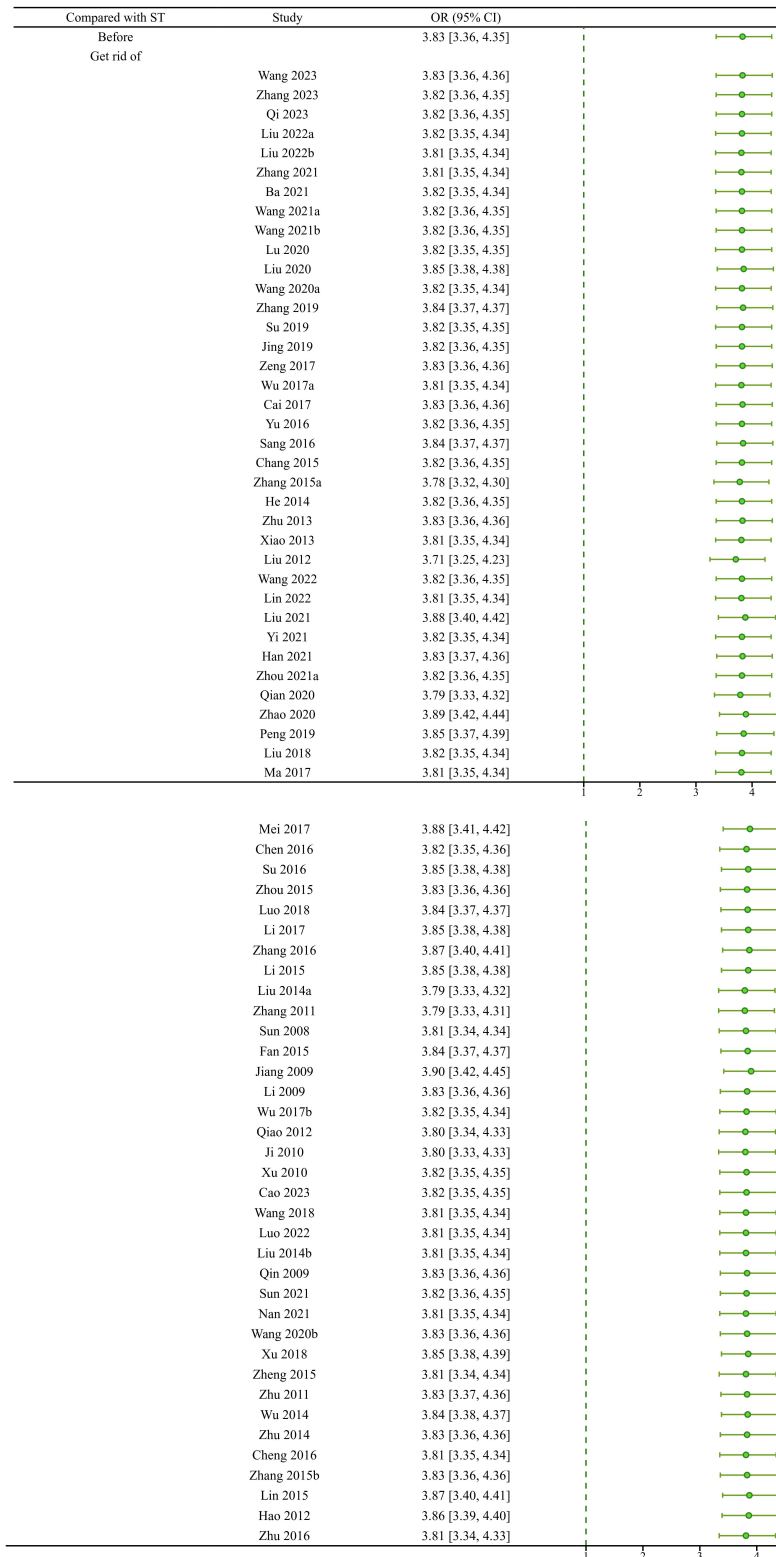 Compared with ST Study OR (95% CI)
Before 3.83 [3.36, 4.35]
Get rid of
Wang 2023 3.83 [3.36, 4.36]
Zhang 2023 3.82 [3.36, 4.35]
Qi 2023 3.82 [3.36, 4.35]
Liu 2022a 3.82 [3.35, 4.34]
Liu 2022b 3.81 [3.35, 4.34]
Zhang 2021 3.81 [3.35, 4.34]
Ba 2021 3.82 [3.35, 4.34]
Wang 2021a 3.82 [3.36, 4.35]
Wang 2021b 3.82 [3.36, 4.35]
Lu 2020 3.82 [3.35, 4.35]
Liu 2020 3.85 [3.38, 4.38]
Wang 2020a 3.82 [3.35, 4.34]
Zhang 2019 3.84 [3.37, 4.37]
Su 2019 3.82 [3.35, 4.35]
Jing 2019 3.82 [3.36, 4.35]
Zeng 2017 3.83 [3.36, 4.36]
Wu 2017a 3.81 [3.35, 4.34]
Cai 2017 3.83 [3.36, 4.36]
Yu 2016 3.82 [3.36, 4.35]
Sang 2016 3.84 [3.37, 4.37]
Chang 2015 3.82 [3.36, 4.35]
Zhang 2015a 3.78 [3.32, 4.30]
He 2014 3.82 [3.36, 4.35]
Zhu 2013 3.83 [3.36, 4.36]
Xiao 2013 3.81 [3.35, 4.34]
Liu 2012 3.71 [3.25, 4.23]
Wang 2022 3.82 [3.36, 4.35]
Lin 2022 3.81 [3.35, 4.34]
Liu 2021 3.88 [3.40, 4.42]
Yi 2021 3.82 [3.35, 4.34]
Han 2021 3.83 [3.37, 4.36]
Zhou 2021a 3.82 [3.36, 4.35]
Qian 2020 3.79 [3.33, 4.32]
Zhao 2020 3.89 [3.42, 4.44]
Peng 2019 3.85 [3.37, 4.39]
Liu 2018 3.82 [3.35, 4.34]
Ma 2017 3.81 [3.35, 4.34]
1 2 3 4
Mei 2017 3.88 [3.41, 4.42]
Chen 2016 3.82 [3.35, 4.36]
Su 2016 3.85 [3.38, 4.38]
Zhou 2015 3.83 [3.36, 4.36]
Luo 2018 3.84 [3.37, 4.37]
Li 2017 3.85 [3.38, 4.38]
Zhang 2016 3.87 [3.40, 4.41]
Li 2015 3.85 [3.38, 4.38]
Liu 2014a 3.79 [3.33, 4.32]
Zhang 2011 3.79 [3.33, 4.31]
Sun 2008 3.81 [3.34, 4.34]
Fan 2015 3.84 [3.37, 4.37]
Jiang 2009 3.90 [3.42, 4.45]
Li 2009 3.83 [3.36, 4.36]
Wu 2017b 3.82 [3.35, 4.34]
Qiao 2012 3.80 [3.34, 4.33]
Ji 2010 3.80 [3.33, 4.33]
Xu 2010 3.82 [3.35, 4.35]
Cao 2023 3.82 [3.35, 4.35]
Wang 2018 3.81 [3.35, 4.34]
Luo 2022 3.81 [3.35, 4.34]
Liu 2014b 3.81 [3.35, 4.34]
Qin 2009 3.83 [3.36, 4.36]
Sun 2021 3.82 [3.36, 4.35]
Nan 2021 3.81 [3.35, 4.34]
Wang 2020b 3.83 [3.36, 4.36]
Xu 2018 3.85 [3.38, 4.39]
Zheng 2015 3.81 [3.34, 4.34]
Zhu 2011 3.83 [3.37, 4.36]
Wu 2014 3.84 [3.38, 4.37]
Zhu 2014 3.83 [3.36, 4.36]
Cheng 2016 3.81 [3.35, 4.34]
Zhang 2015b 3.83 [3.36, 4.36]
Lin 2015 3.87 [3.40, 4.41]
Hao 2012 3.86 [3.39, 4.40]
Zhu 2016 3.81 [3.34, 4.33]
1 2 3 4